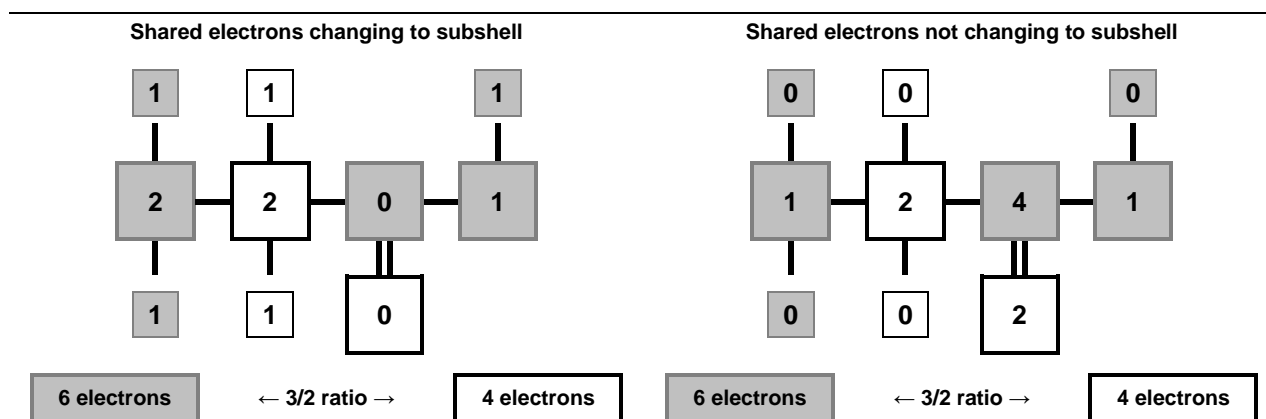 Shared electrons changing to subshell
Shared electrons not changing to subshell
1 1 1
0 0 0
2 2 0 1
1 2 4 1
1 1 0
0 0 2
6 electrons ← 3/2 ratio → 4 electrons
6 electrons ← 3/2 ratio → 4 electrons